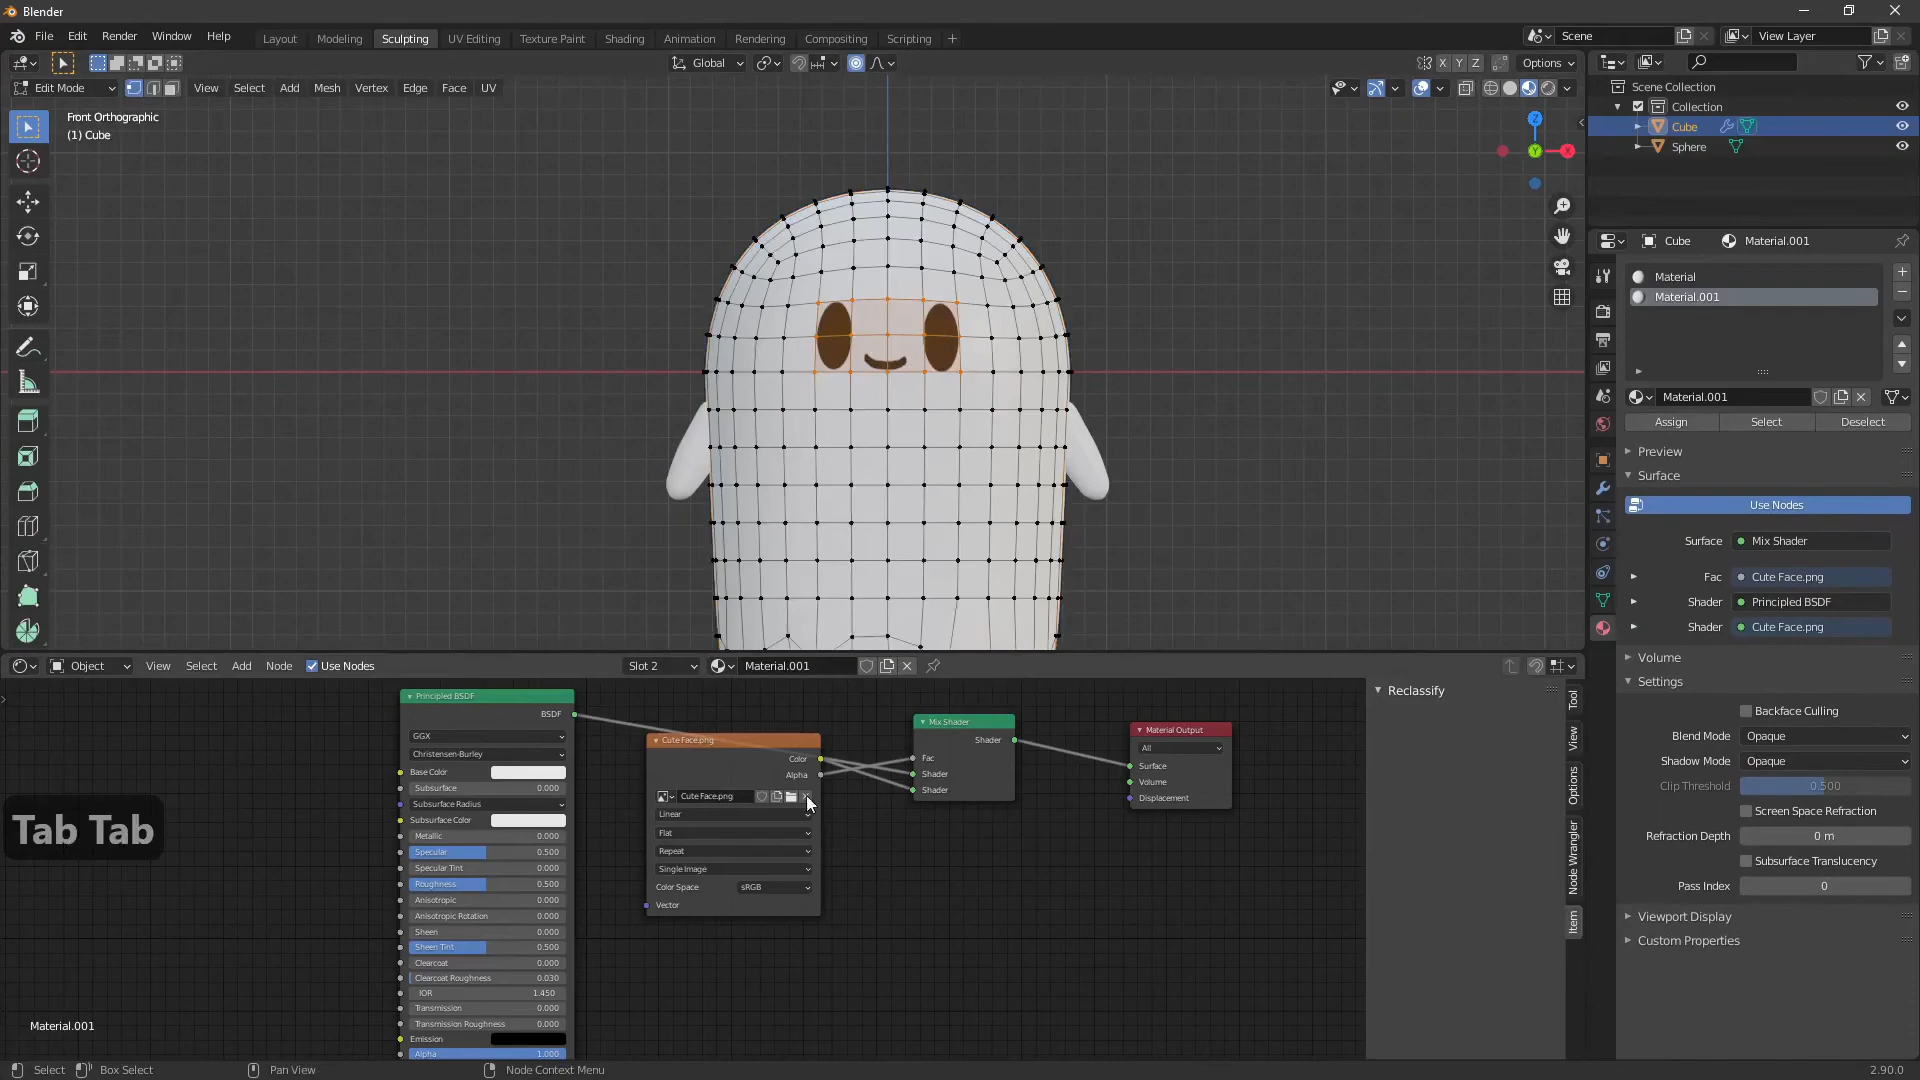 Blender
File Edit Render Window Help
Layout Modeling Sculpting UV Editing Texture Paint Shading Animation Rendering Compositing Scripting +
Scene
View Layer
Global
X Y Z
Options
Edit Mode
View Select Add Mesh Vertex Edge Face UV
Front Orthographic
(1) Cube
Z
Y
X
Scene Collection
Collection
Cube
Sphere
Cube
Material.001
Material
Material.001
Material.001
Assign
Select
Deselect
Preview
Surface
Use Nodes
Surface Mix Shader
Fac Cute Face.png
Shader Principled BSDF
Shader Cute Face.png
Volume
Settings
Backface Culling
Blend Mode Opaque
Shadow Mode Opaque
Clip Threshold 0.500
Screen Space Refraction
Refraction Depth 0 m
Subsurface Translucency
Pass Index 0
Viewport Display
Custom Properties
Object View Select Add Node Use Nodes
Slot 2
Material.001
Principled BSDF
BSDF
GGX
Christensen-Burley
Base Color
Subsurface 0.000
Subsurface Radius
Subsurface Color
Metallic 0.000
Specular 0.500
Specular Tint 0.000
Roughness 0.500
Anisotropic 0.000
Anisotropic Rotation 0.000
Sheen 0.000
Sheen Tint 0.500
Clearcoat 0.000
Clearcoat Roughness 0.030
IOR 1.450
Transmission 0.000
Transmission Roughness 0.000
Emission
Alpha 1.000
Cute Face.png
Color
Alpha
Cute Face.png
Linear
Flat
Repeat
Single Image
Color Space sRGB
Vector
Mix Shader
Shader
Fac
Shader
Shader
Material Output
All
Surface
Volume
Displacement
Reclassify
Tool
View
Options
Node Wrangler
Item
Tab Tab
Material.001
Select
Box Select
Pan View
Node Context Menu
2.90.0